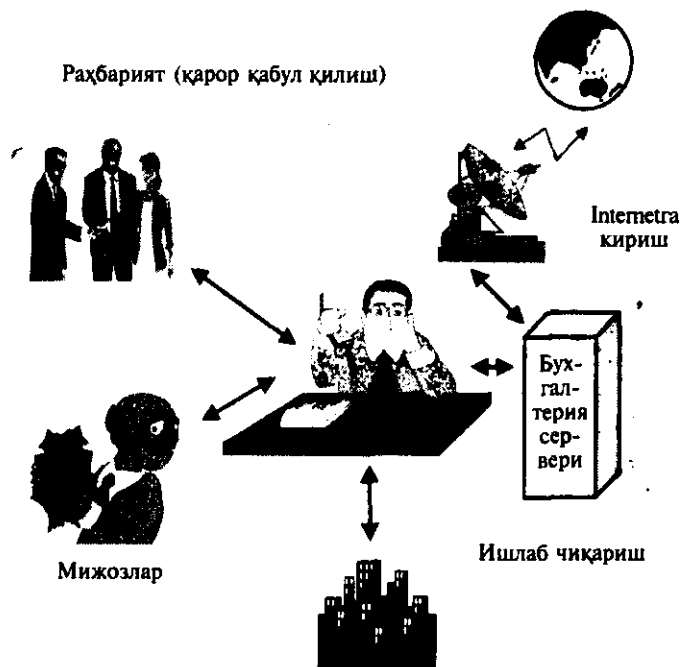 Раҳбарият (қарор қабул қилиш)
Internetга
кириш
Бух-
гал-
терия
сер-
вери
Мижозлар
Ишлаб чиқариш